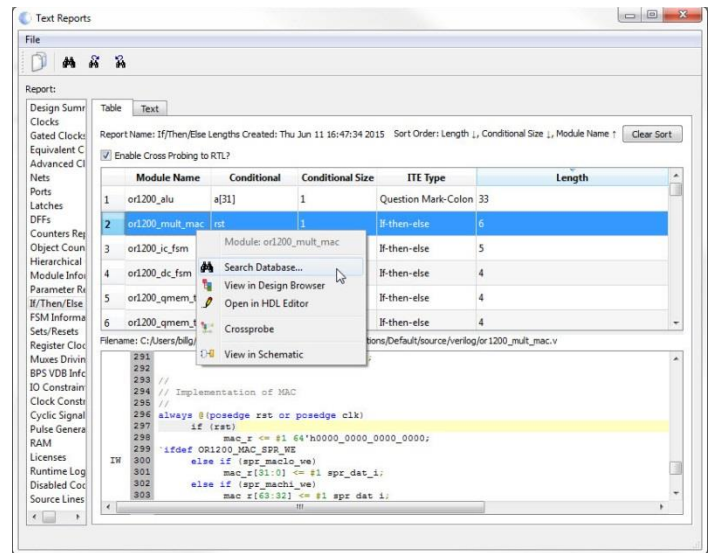 Text Reports
File
Report:
Design Summ
Clocks
Gated Clocks
Equivalent C
Advanced Cl
Nets
Ports
Latches
DFFs
Counters Rep
Object Coun
Hierarchical
Module Infor
Parameter Re
If/Then/Else
FSM Informa
Sets/Resets
Register Cloc
Muxes Drivin
BPS VDB Info
IO Constrain
Clock Constr
Cyclic Signal
Pulse Genera
RAM
Licenses
Runtime Log
Disabled Coc
Source Lines
Table Text
Report Name: If/Then/Else Lengths Created: Thu Jun 11 16:47:34 2015 Sort Order: Length ↓, Conditional Size ↓, Module Name ↑ Clear Sort
Enable Cross Probing to RTL?
Module Name Conditional Conditional Size ITE Type Length
1 or1200_alu a[31] 1 Question Mark-Colon 33
2 or1200_mult_mac rst 1 If-then-else 6
3 or1200_ic_fsm If-then-else 5
4 or1200_dc_fsm If-then-else 4
5 or1200_qmem_t If-then-else 4
6 or1200_qmem_t If-then-else 4
Module: or1200_mult_mac
Search Database...
View in Design Browser
Open in HDL Editor
Crossprobe
View in Schematic
Filename: C:/Users/billg/ tions/Default/source/verilog/or1200_mult_mac.v
291
292
293 //
294 // Implementation of MAC
295 //
296 always @(posedge rst or posedge clk)
297 if (rst)
298 mac_r <= #1 64'h0000_0000_0000_0000;
299 `ifdef OR1200_MAC_SPR_WE
IW 300 else if (spr_maclo_we)
301 mac_r[31:0] <= #1 spr_dat_i;
302 else if (spr_machi_we)
303 mac_r[63:32] <= #1 spr_dat_i;